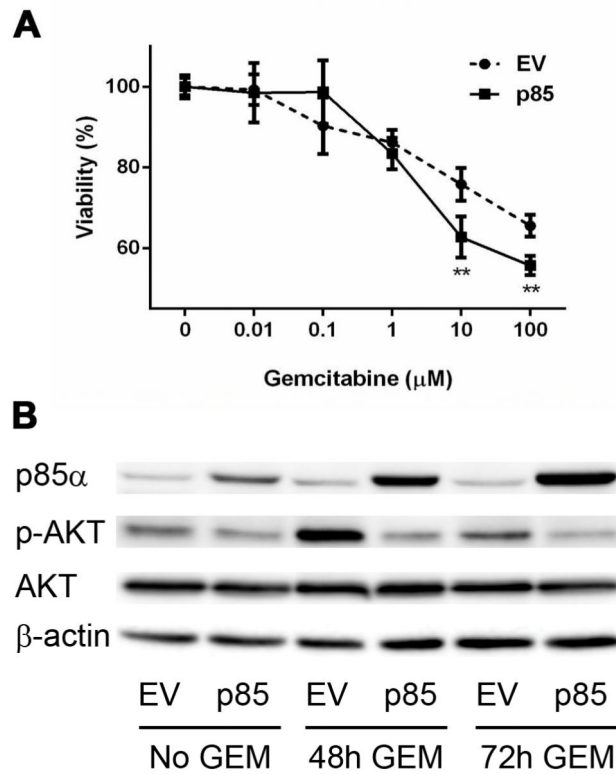 A
EV
p85
Viability (%)
100
80
60
**
**
0 0.01 0.1 1 10 100
Gemcitabine (μM)
B
p85α
p-AKT
AKT
β-actin
EV p85 EV p85 EV p85
No GEM 48h GEM 72h GEM